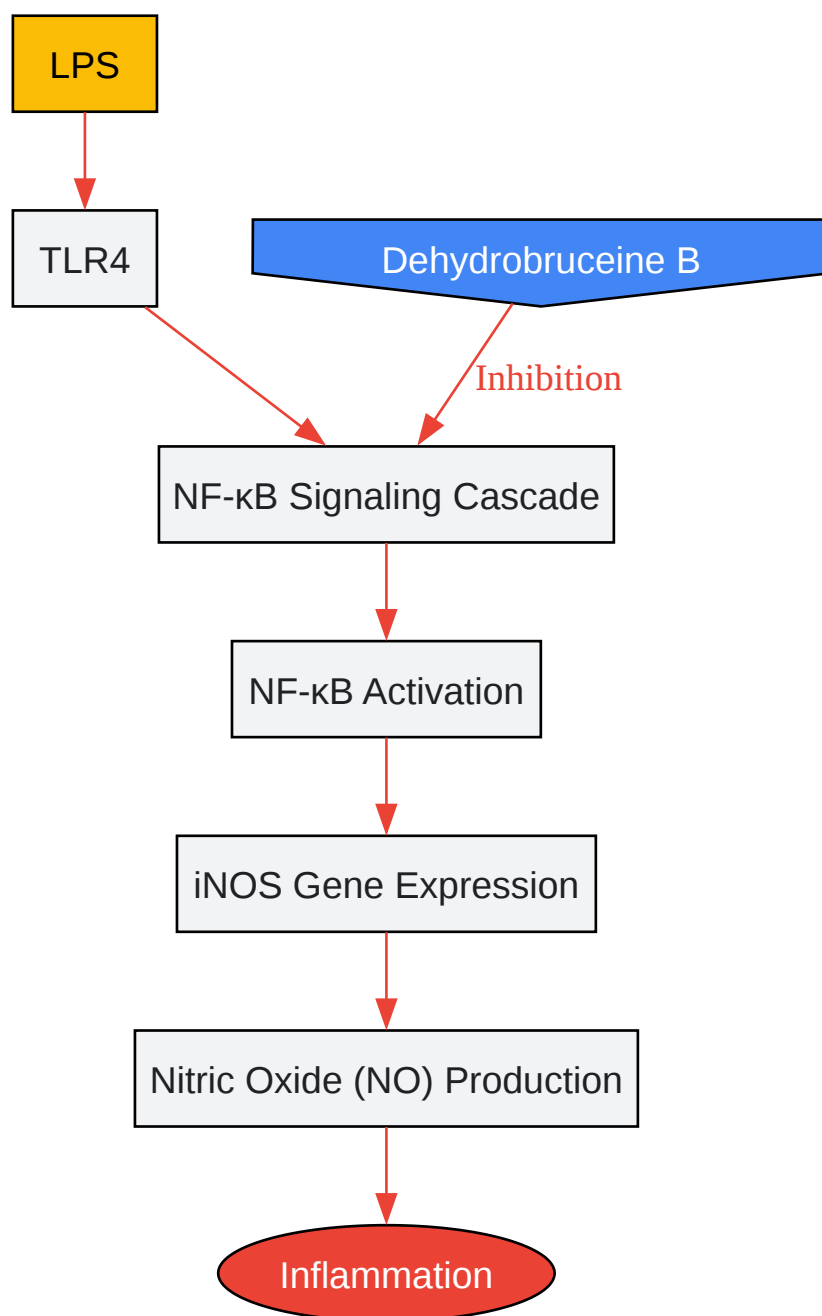 LPS
TLR4
Dehydrobruceine B
Inhibition
NF-κB Signaling Cascade
NF-κB Activation
iNOS Gene Expression
Nitric Oxide (NO) Production
Inflammation